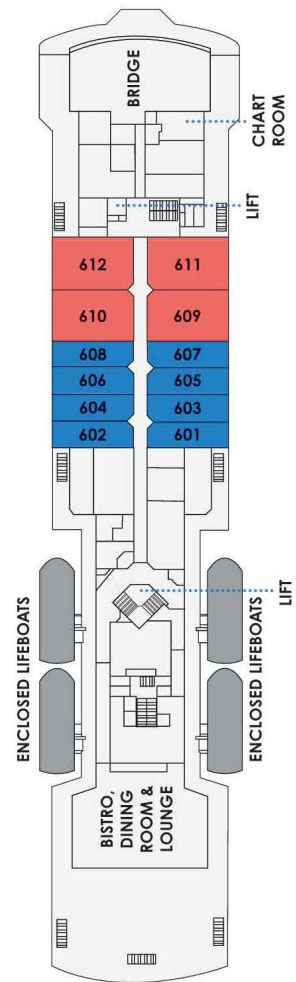 BRIDGE
CHART
ROOM
LIFT
612
611
610
609
608
607
606
605
604
603
602
601
LIFT
ENCLOSED LIFEBOATS
ENCLOSED LIFEBOATS
BISTRO,
DINING
ROOM &
LOUNGE